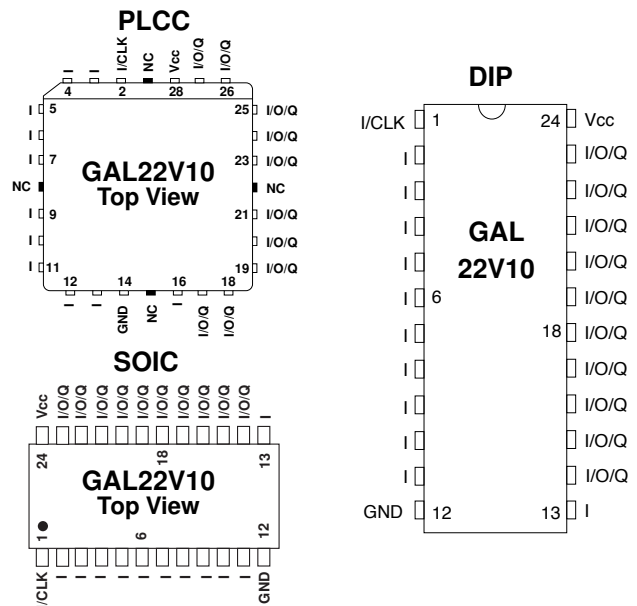 PLCC
I I I/CLK NC Vcc I/O/Q I/O/Q
4 2 28 26
I 5 25 I/O/Q
I I/O/Q
I 7 23 I/O/Q
GAL22V10
Top View
NC NC
I 9 21 I/O/Q
I I/O/Q
I 11 19 I/O/Q
12 14 16 18
I I GND NC I I/O/Q I/O/Q
SOIC
Vcc I/O/Q I/O/Q I/O/Q I/O/Q I/O/Q I/O/Q I/O/Q I/O/Q I/O/Q I/O/Q I
24 18 13
GAL22V10
Top View
1 6 12
/CLK I I I I I I I I I I GND
DIP
I/CLK 1 24 Vcc
I I/O/Q
I I/O/Q
I I/O/Q
GAL
22V10
I I/O/Q
I 6 I/O/Q
I 18 I/O/Q
I I/O/Q
I I/O/Q
I I/O/Q
I I/O/Q
GND 12 13 I